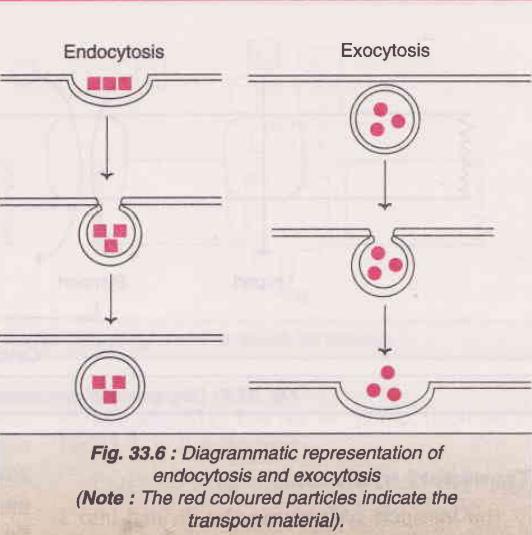 Endocytosis
Exocytosis
Fig. 33.6 : Diagrammatic representation of
endocytosis and exocytosis
(Note : The red coloured particles indicate the
transport material).